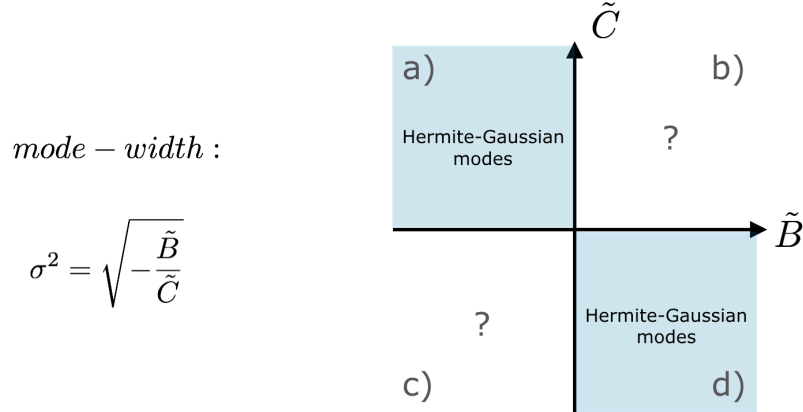 C̃
a)
b)
Hermite-Gaussian
modes
?
mode − width :
B̃
σ² = √(−B̃/C̃)
?
Hermite-Gaussian
modes
c)
d)